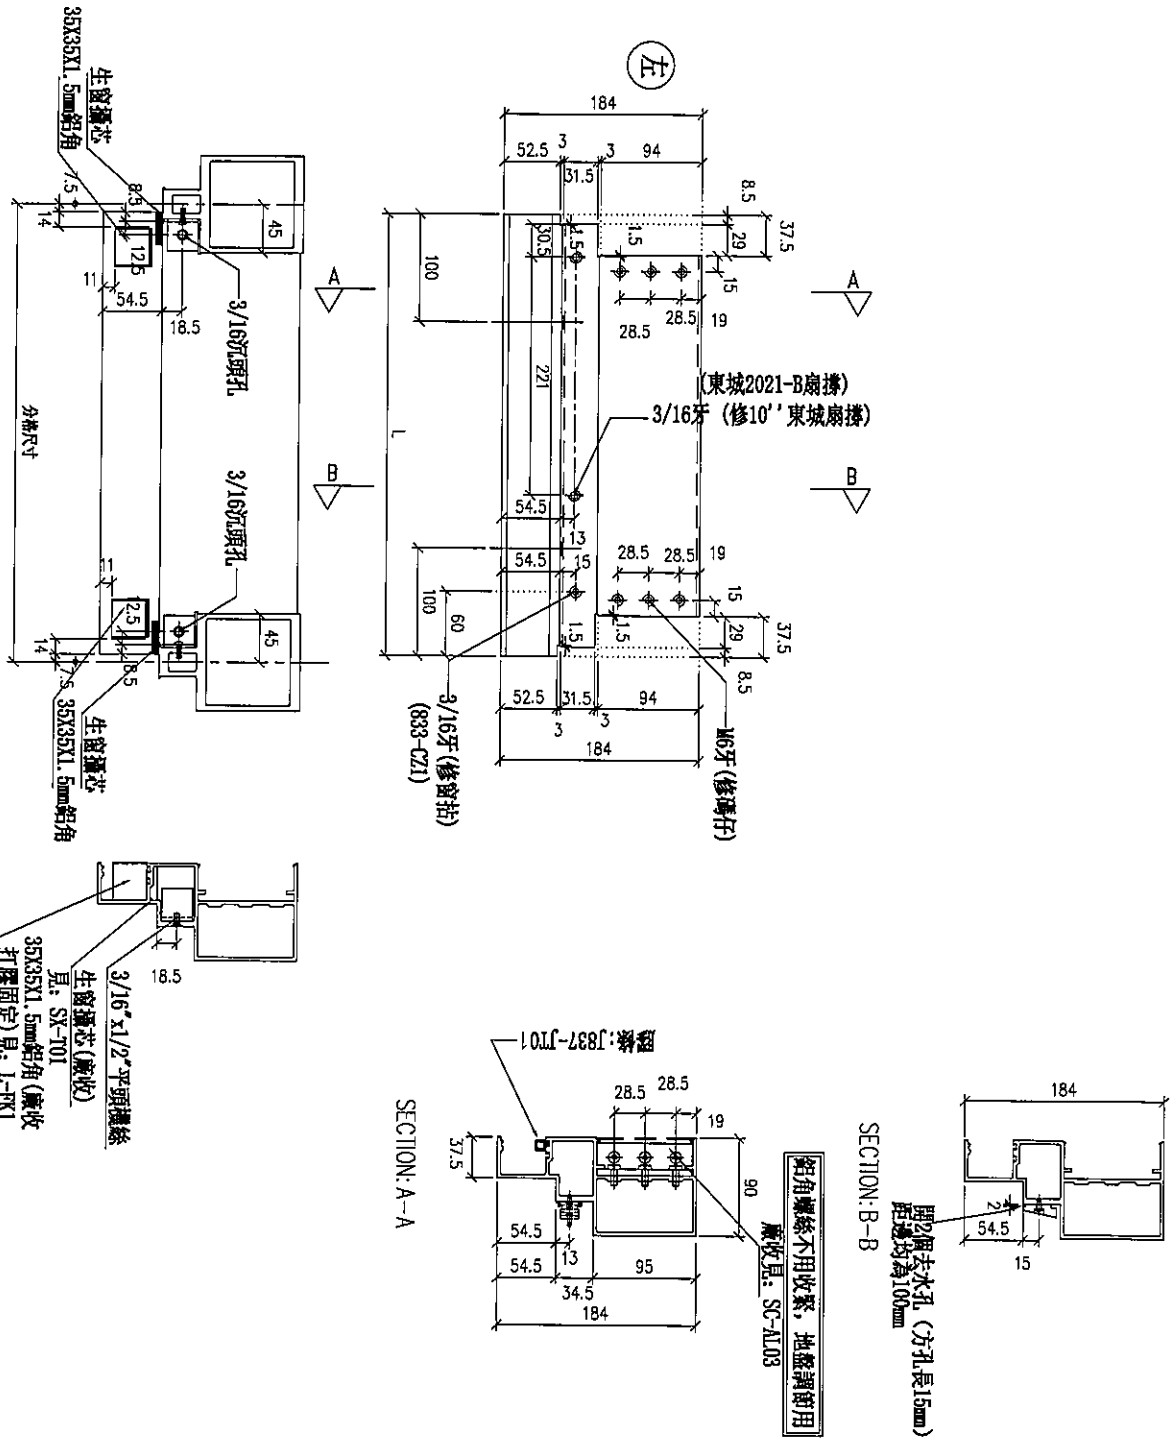 左
184
52.5
3
31.5
3
94
8.5
29
37.5
15
1.5
30.5
1.5
100
28.5
28.5
19
221
L
A
A
B
B
(東城2021-B扇撐)
3/16牙 (修10''東城扇撐)
54.5
13
54.5
15
100
60
28.5
28.5
19
15
1.5
1.5
29
37.5
8.5
52.5
31.5
94
3
3
184
M6牙(修碼仔)
3/16牙(修窗拈)
(833-CZ1)
生窗攝芯
35X35X1.5mm鋁角
7.5
14
8.5
12.5
45
11
54.5
18.5
3/16沉頭孔
分格尺寸
3/16沉頭孔
11
12.5
14
7.5
8.5
45
生窗攝芯
35X35X1.5mm鋁角
18.5
3/16"x1/2"平頭機絲
生窗攝芯(廠收)
見: SX-T01
35X35X1.5mm鋁角(廠收
打膠固定)見: L-FK1
膠條:J837-JT01
28.5
28.5
19
37.5
90
54.5
13
54.5
34.5
95
184
SECTION: A--A
鋁角螺絲不用收緊, 地盤調節用
廠收見: SC-AL03
184
2
54.5
15
SECTION:B-B
開2個去水孔 (方孔長15mm)
距邊均為100mm